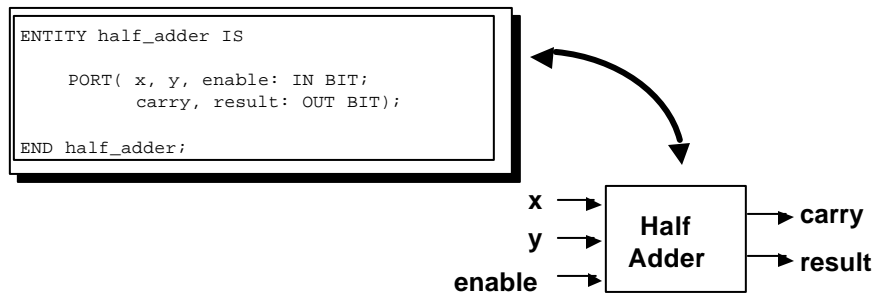 ENTITY half_adder IS
PORT( x, y, enable: IN BIT;
carry, result: OUT BIT);
END half_adder;
x
y
enable
Half
Adder
carry
result